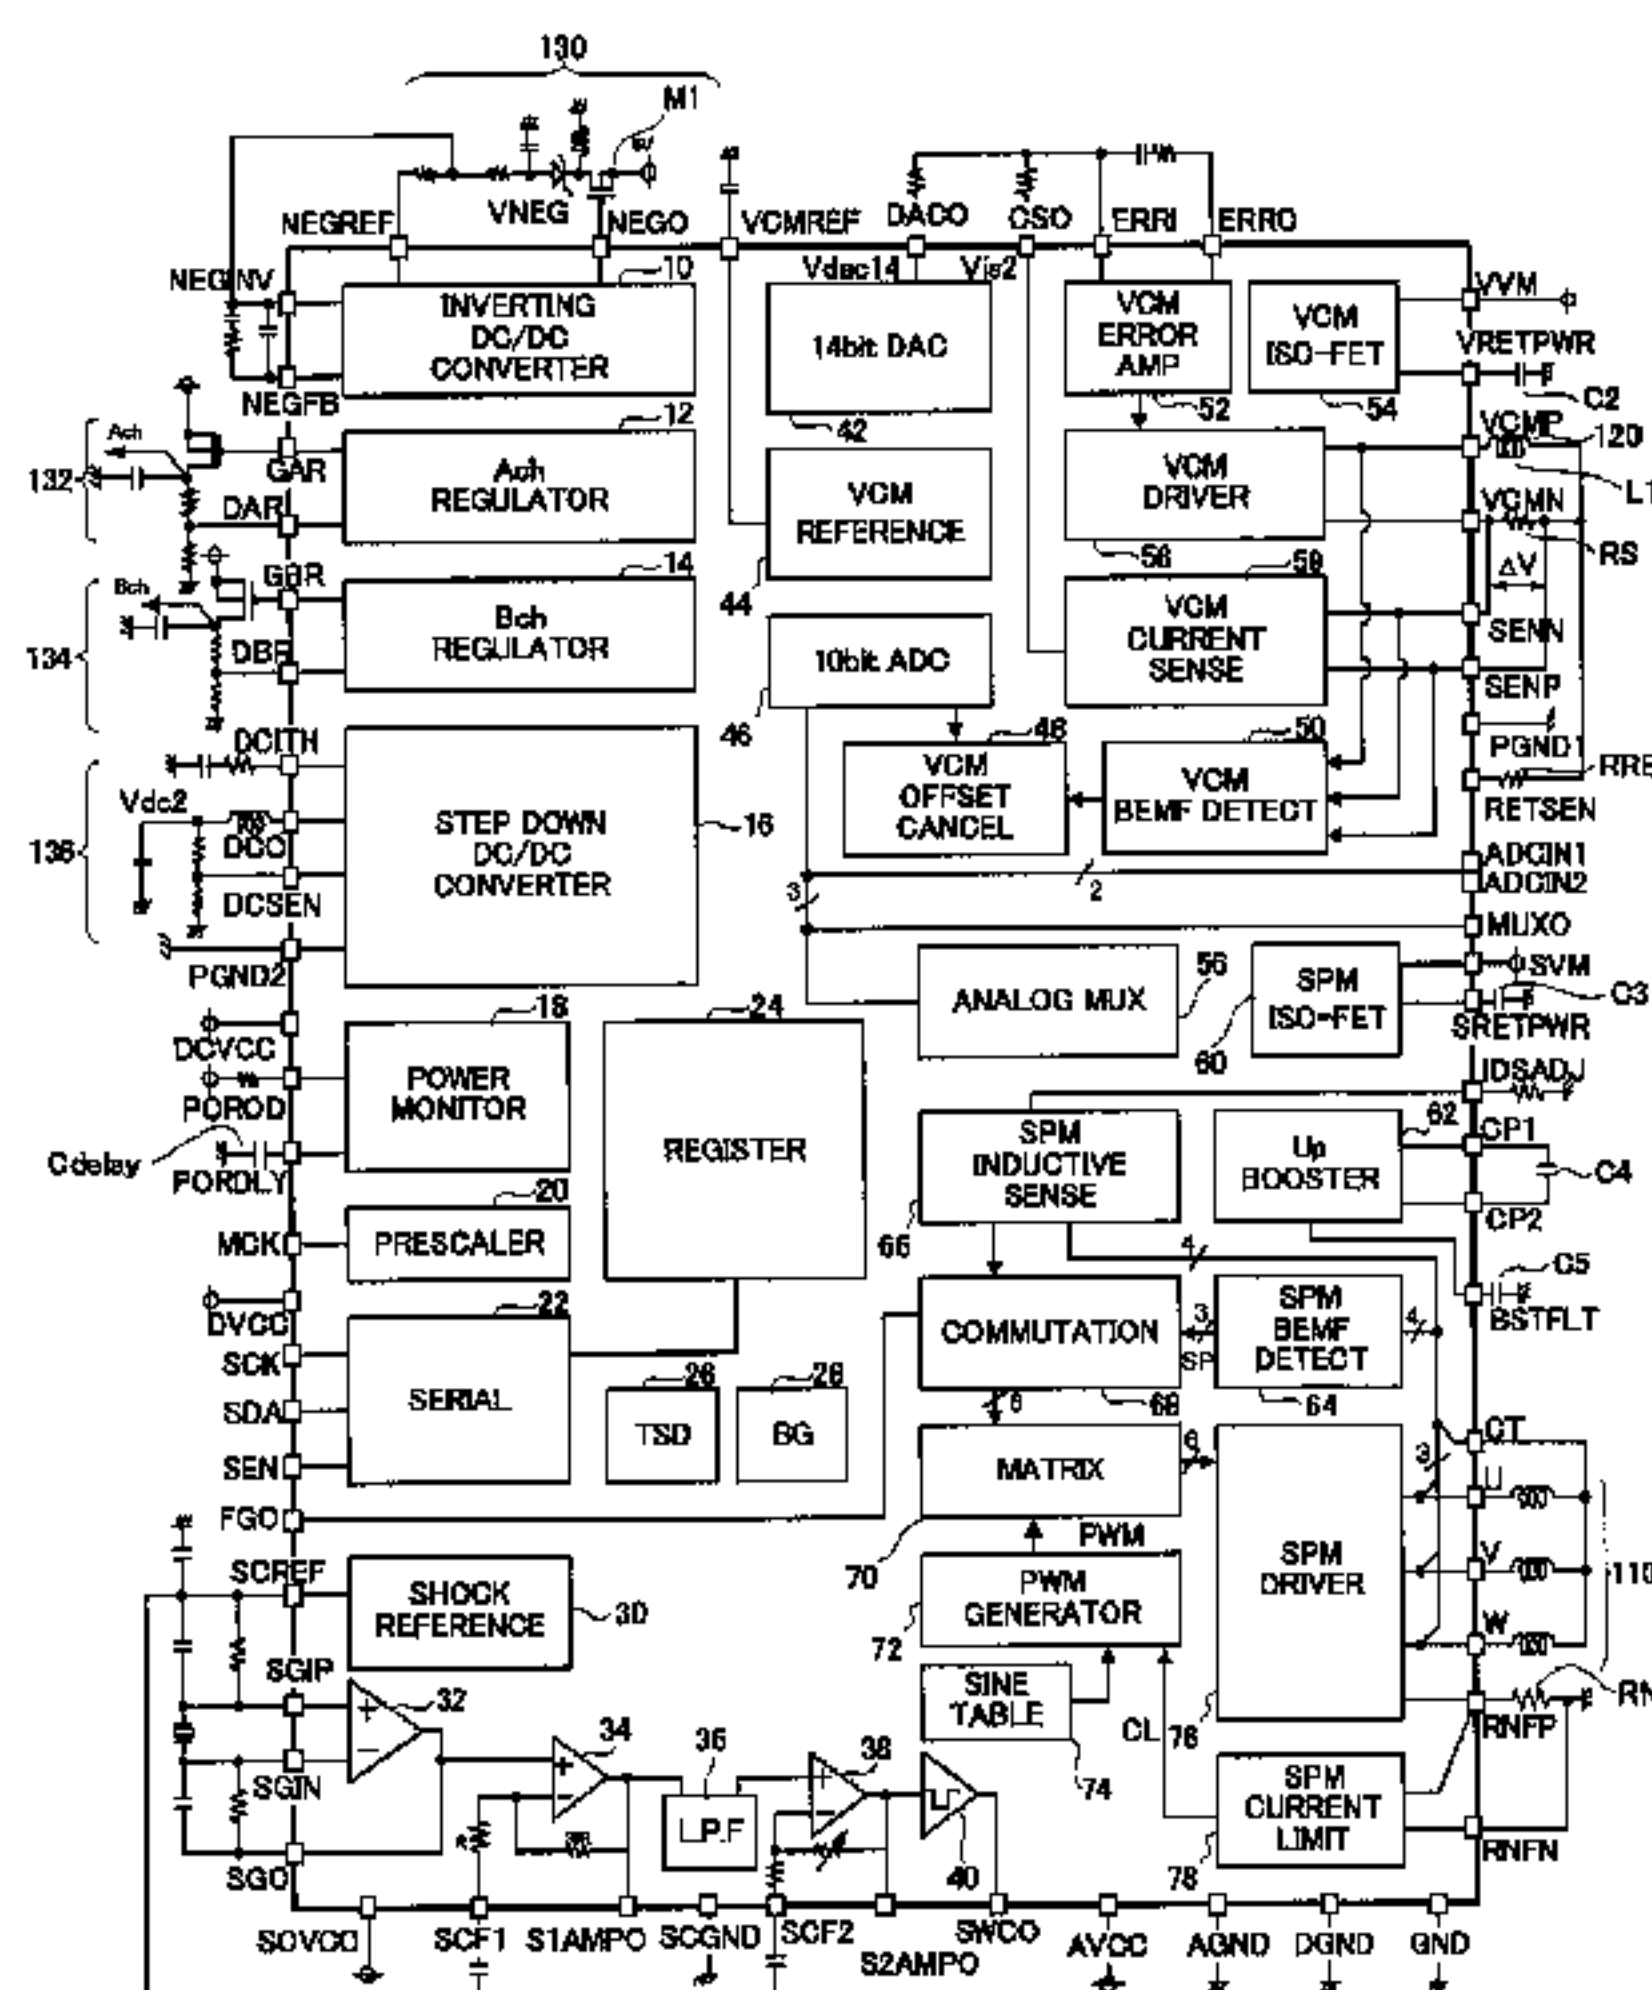 130
M1
NEGREF
VNEG
NEGO
VCMREF
DACO
CSO
ERRI
ERRO
NEGINV
10
Vdac14
Vis2
VVM
INVERTING
DC/DC
CONVERTER
14bit DAC
VCM
ERROR
AMP
VCM
ISO-FET
VRETPWR
NEGFB
12
42
52
54
C2
132
Ach
GAR
Ach
REGULATOR
VCM
REFERENCE
VCM
DRIVER
VCMP
120
L1
DAR
VCMN
RS
58
59
ΔV
14
GBR
44
Bch
134
DBR
Bch
REGULATOR
10bit ADC
VCM
CURRENT
SENSE
SENN
SENP
46
48
50
PGND1
DCITH
VCM
OFFSET
CANCEL
VCM
BEMF DETECT
RETSEN
Vdc2
136
DCO
STEP DOWN
DC/DC
CONVERTER
16
DCSEN
3
2
ADCIN1
ADCIN2
MUXO
PGND2
ANALOG MUX
56
SPM
ISO-FET
60
SVM
C3
SRETPWR
18
24
DCVCC
POWER
MONITOR
POROD
Cdelay
PORDLY
REGISTER
IDSADJ
SPM
INDUCTIVE
SENSE
66
Up
BOOSTER
62
CP1
C4
CP2
20
MCK
PRESCALER
4
C5
BSTFLT
DVCC
22
COMMUTATION
3
SP
SPM
BEMF
DETECT
4
SCK
SDA
SERIAL
SEN
26
TSD
28
BG
6
68
64
CT
MATRIX
6
3
U
FGO
70
PWM
V
110
SCREF
SHOCK
REFERENCE
30
PWM
GENERATOR
72
SPM
DRIVER
W
SGIP
32
SINE
TABLE
CL
76
RNFP
SGIN
34
36
L.P.F
38
40
74
SPM
CURRENT
LIMIT
78
RNFN
SGO
SCF1
S1AMPO
SCGND
SCF2
S2AMPO
SWCO
AVCC
AGND
DGND
GND